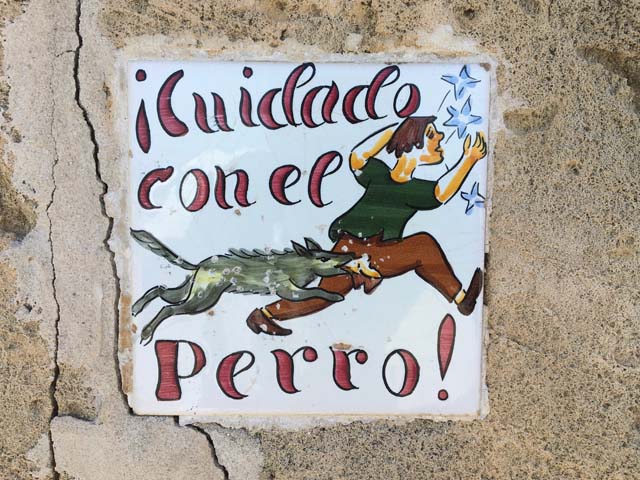 ¡Cuidado
con el
Perro!